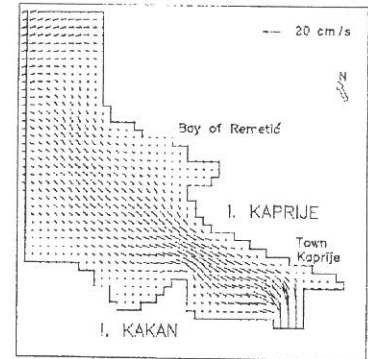 20 cm/s
N
Bay of Remetić
I. KAPRIJE
Town
Kaprije
I. KAKAN